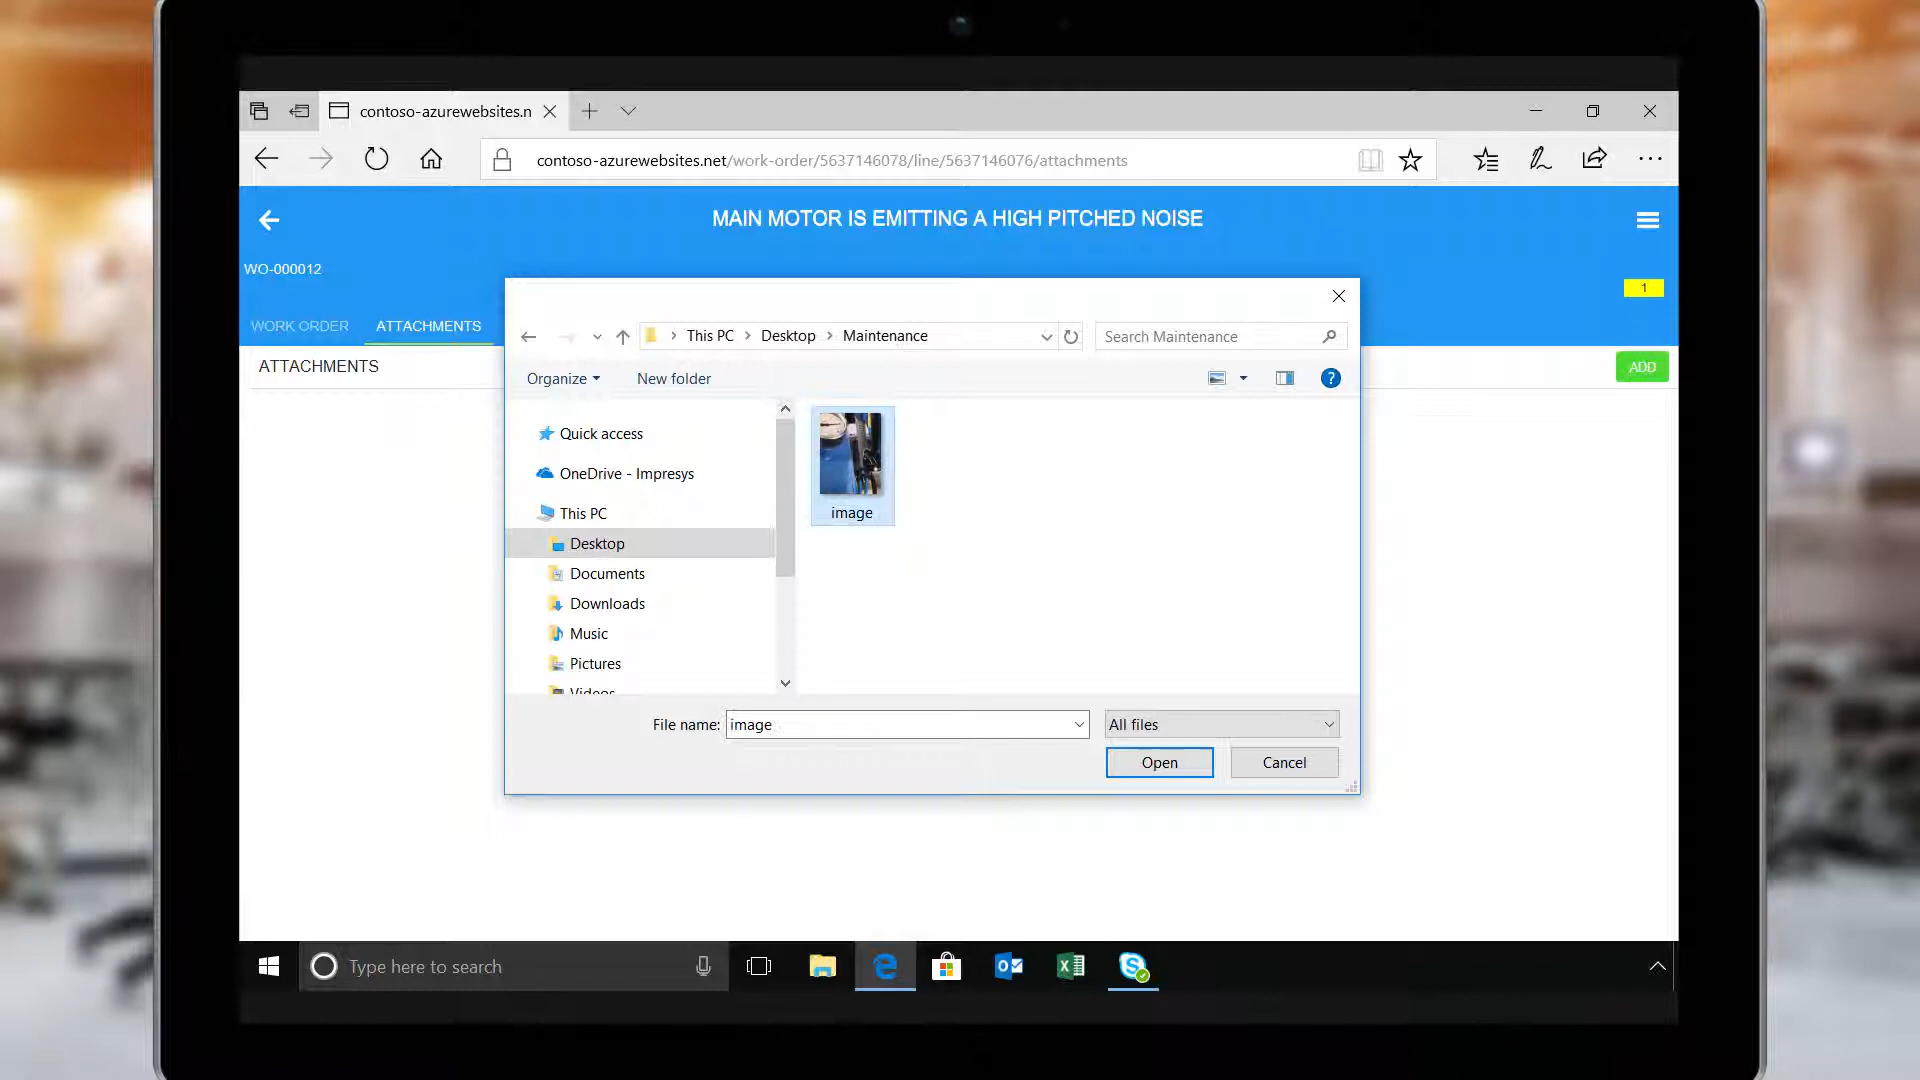 contoso-azurewebsites.n
contoso-azurewebsites.net/work-order/5637146078/line/5637146076/attachments
MAIN MOTOR IS EMITTING A HIGH PITCHED NOISE
WO-000012
1
WORK ORDER ATTACHMENTS
ATTACHMENTS
ADD
This PC Desktop Maintenance
Search Maintenance
Organize New folder
?
Quick access
OneDrive - Impresys
This PC
Desktop
Documents
Downloads
Music
Pictures
Videos
image
File name: image
All files
Open Cancel
Type here to search